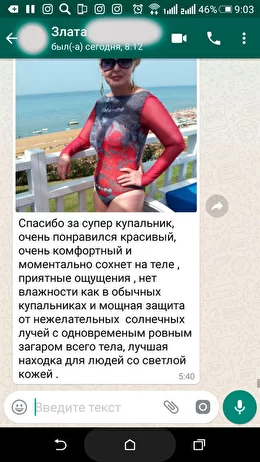 46% 9:03
Злата
был(-а) сегодня, 8:12
Спасибо за супер купальник,
очень понравился красивый,
очень комфортный и
моментально сохнет на теле ,
приятные ощущения , нет
влажности как в обычных
купальниках и мощная защита
от нежелательных солнечных
лучей с одновременым ровным
загаром всего тела, лучшая
находка для людей со светлой
кожей .
5:40
Введите текст